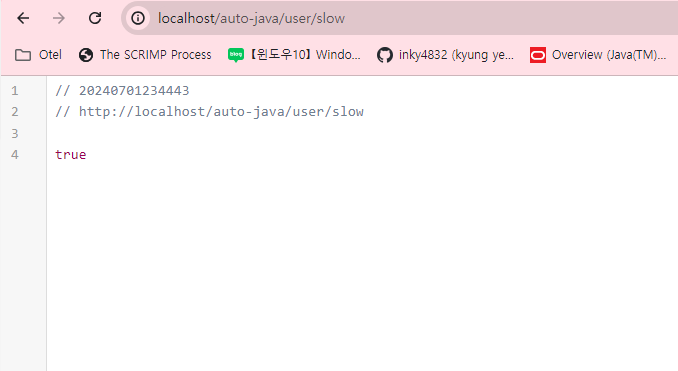 localhost/auto-java/user/slow
Otel The SCRIMP Process blog 【윈도우10】 Windo... inky4832 (kyung ye... Overview (Java(TM)...
1 // 20240701234443
2 // http://localhost/auto-java/user/slow
3
4 true